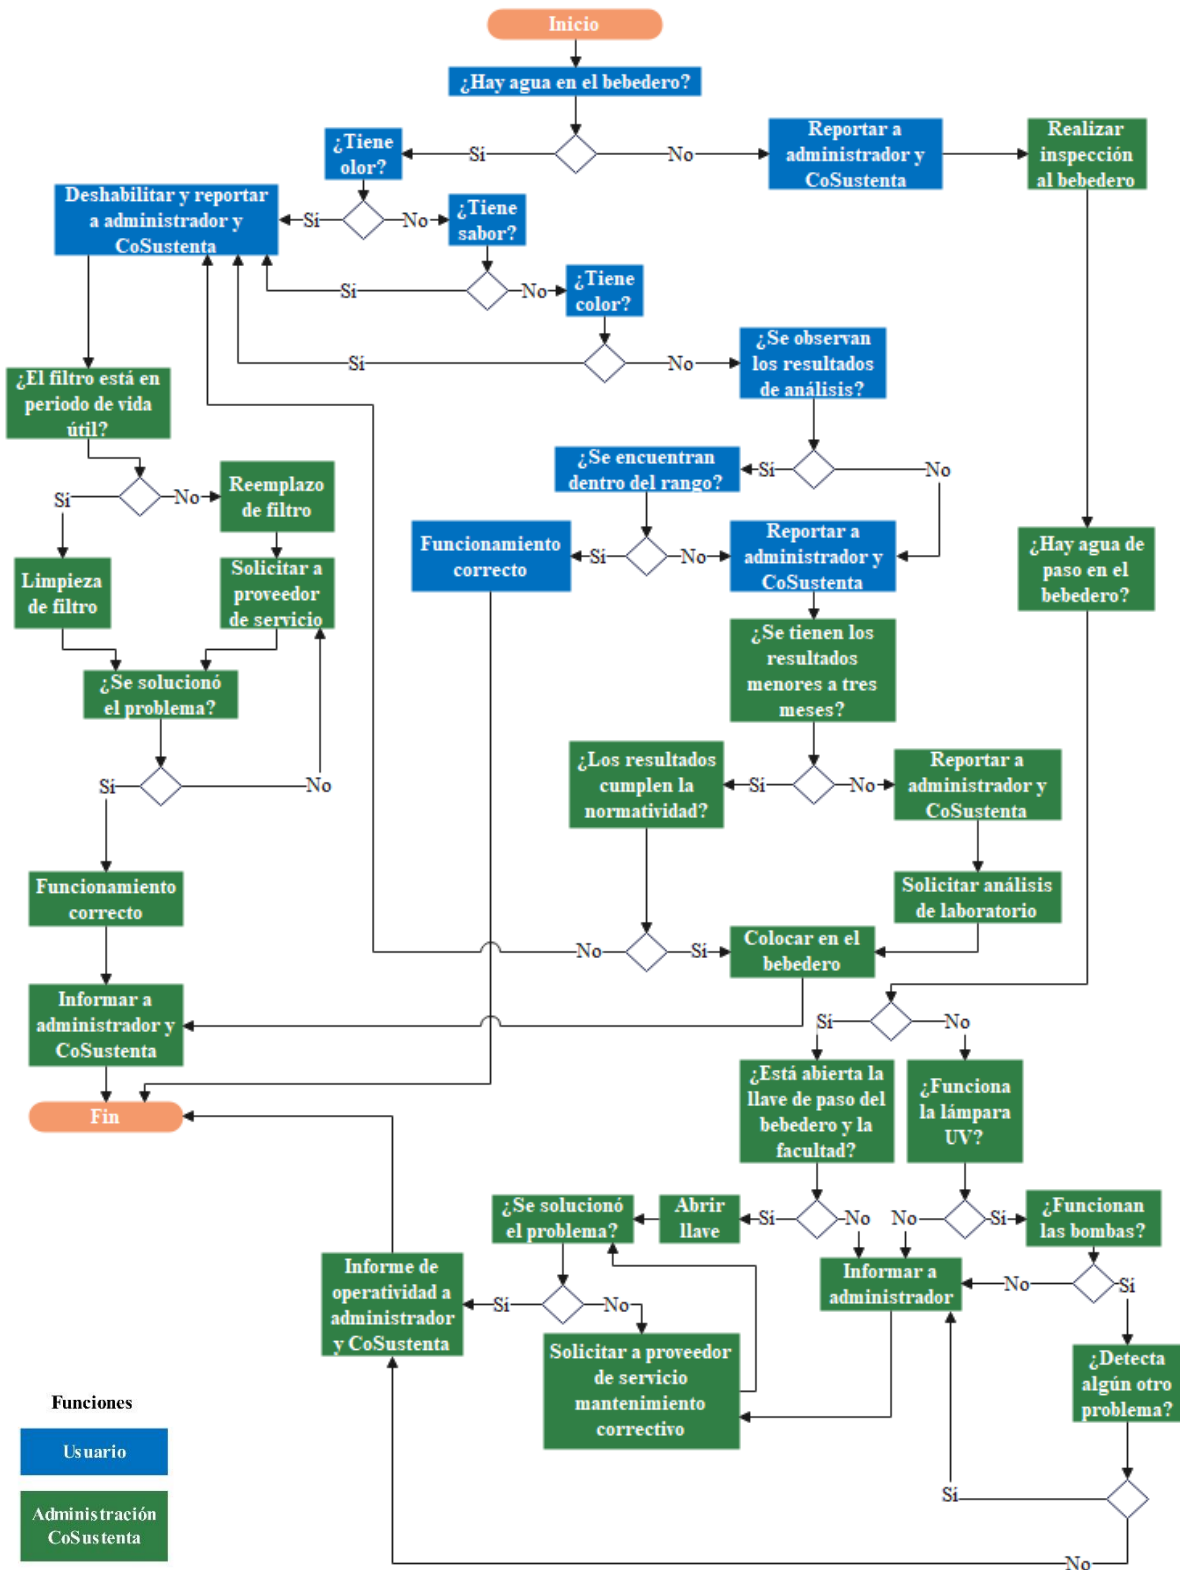 Inicio
¿Hay agua en el bebedero?
¿Tiene
olor?
Sí
No
Reportar a
administrador y
CoSustenta
Realizar
inspección
al bebedero
Deshabilitar y reportar
a administrador y
CoSustenta
Sí
No
¿Tiene
sabor?
Sí
No
¿Tiene
color?
Sí
No
¿Se observan
los resultados
de análisis?
¿El filtro está en
periodo de vida
útil?
Sí
No
Reemplazo
de filtro
¿Se encuentran
dentro del rango?
Sí
No
Funcionamiento
correcto
Sí
No
Reportar a
administrador y
CoSustenta
¿Hay agua de
paso en el
bebedero?
Limpieza
de filtro
Solicitar a
proveedor
de servicio
¿Se tienen los
resultados
menores a tres
meses?
¿Se solucionó
el problema?
Sí
No
¿Los resultados
cumplen la
normatividad?
Sí
No
Reportar a
administrador y
CoSustenta
Solicitar análisis
de laboratorio
Funcionamiento
correcto
No
Sí
Colocar en el
bebedero
Informar a
administrador y
CoSustenta
Sí
No
Fin
¿Está abierta la
llave de paso del
bebedero y la
facultad?
¿Funciona
la lámpara
UV?
¿Se solucionó
el problema?
Abrir
llave
Sí
No
No
Sí
¿Funcionan
las bombas?
Informe de
operatividad a
administrador
y CoSustenta
Sí
No
Informar a
administrador
No
Sí
Solicitar a proveedor
de servicio
mantenimiento
correctivo
¿Detecta
algún otro
problema?
Sí
No
Funciones
Usuario
Administración
CoSustenta